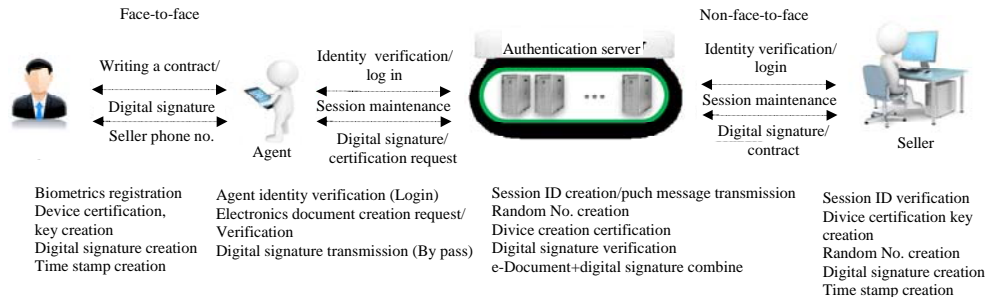 Face-to-face
Non-face-to-face
Writing a contract/
Digital signature
Seller phone no.
Agent
Identity verification/
log in
Session maintenance
Digital signature/
certification request
Authentication server
Identity verification/
login
Session maintenance
Digital signature/
contract
Seller
Biometrics registration
Device certification,
key creation
Digital signature creation
Time stamp creation
Agent identity verification (Login)
Electronics document creation request/
Verification
Digital signature transmission (By pass)
Session ID creation/puch message transmission
Random No. creation
Divice creation certification
Digital signature verification
e-Document+digital signature combine
Session ID verification
Divice certification key
creation
Random No. creation
Digital signature creation
Time stamp creation